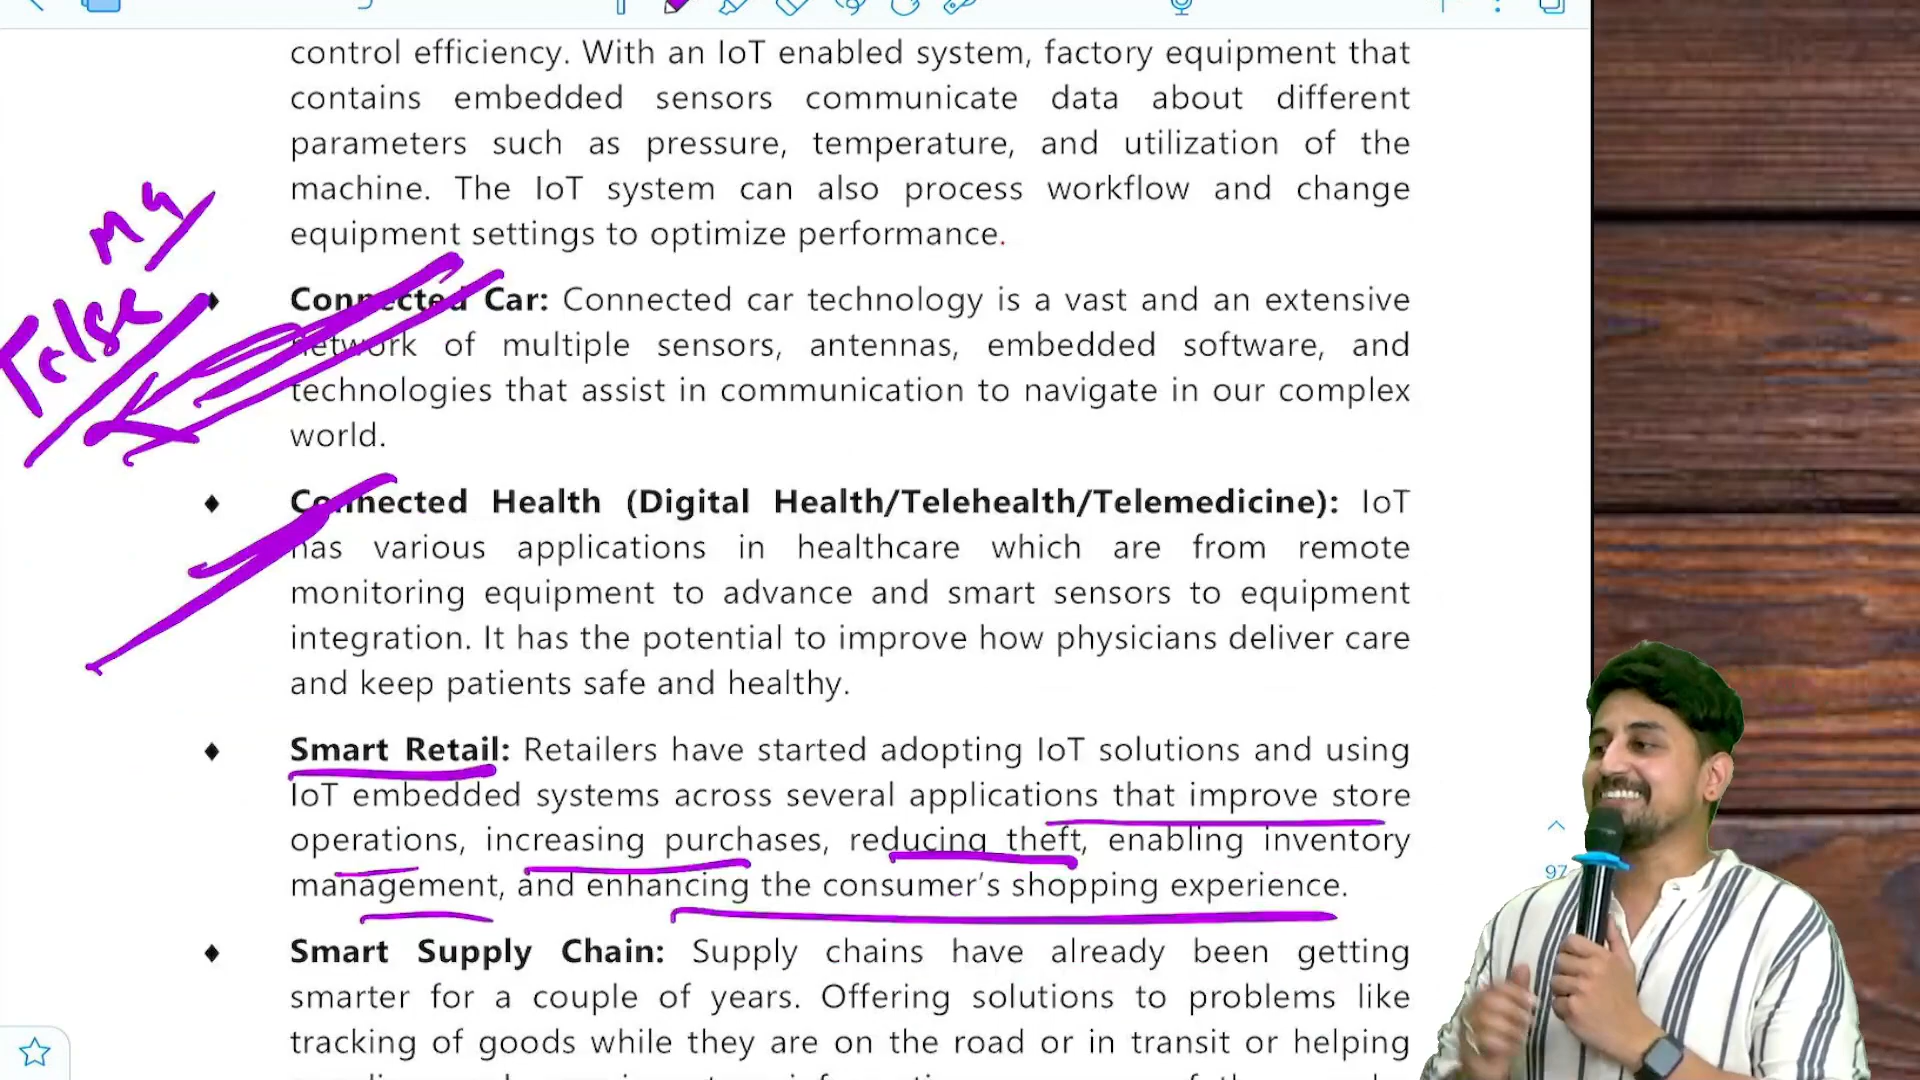 control efficiency. With an IoT enabled system, factory equipment that
contains embedded sensors communicate data about different
parameters such as pressure, temperature, and utilization of the
machine. The IoT system can also process workflow and change
equipment settings to optimize performance.
My
♦ Connected Car: Connected car technology is a vast and an extensive
network of multiple sensors, antennas, embedded software, and
technologies that assist in communication to navigate in our complex
world.
♦ Connected Health (Digital Health/Telehealth/Telemedicine): IoT
has various applications in healthcare which are from remote
monitoring equipment to advance and smart sensors to equipment
integration. It has the potential to improve how physicians deliver care
and keep patients safe and healthy.
♦ Smart Retail: Retailers have started adopting IoT solutions and using
IoT embedded systems across several applications that improve store
operations, increasing purchases, reducing theft, enabling inventory
management, and enhancing the consumer's shopping experience.
97
♦ Smart Supply Chain: Supply chains have already been getting
smarter for a couple of years. Offering solutions to problems like
tracking of goods while they are on the road or in transit or helping